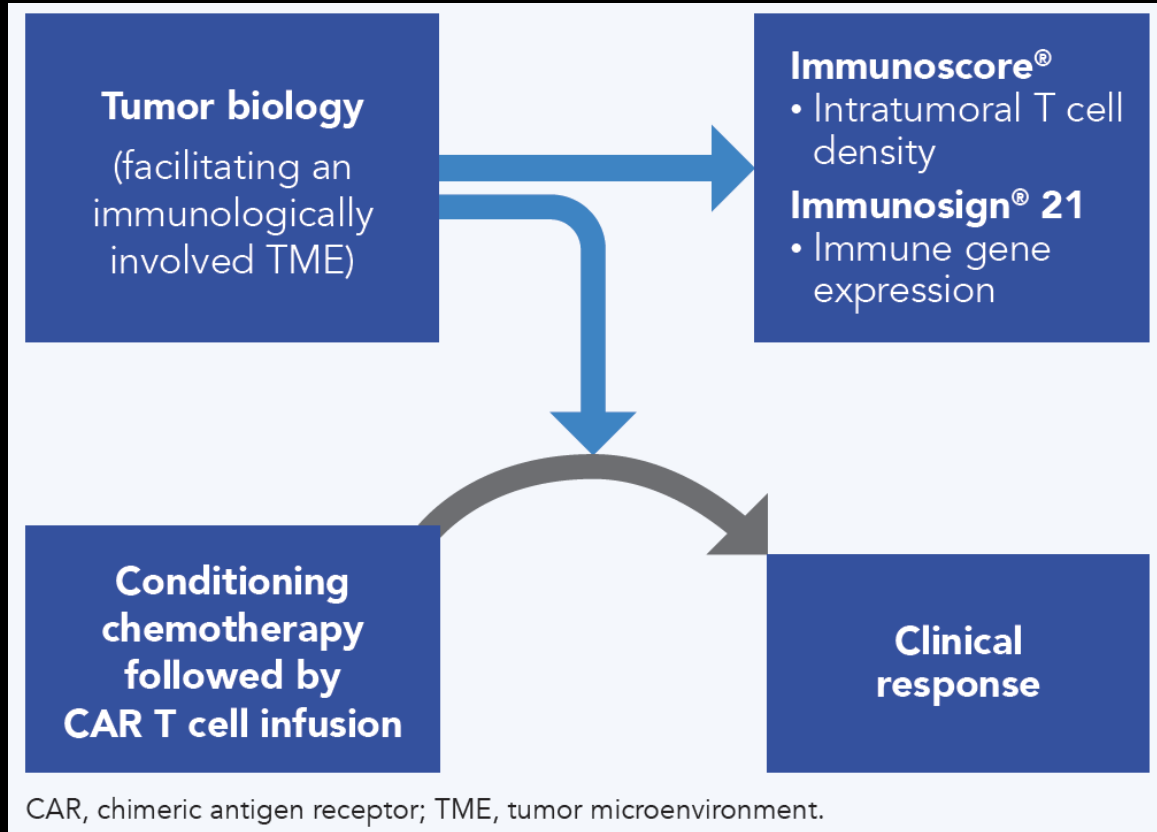 Tumor biology
(facilitating an
immunologically
involved TME)
Immunoscore®
• Intratumoral T cell
density
Immunosign® 21
• Immune gene
expression
Conditioning
chemotherapy
followed by
CAR T cell infusion
Clinical
response
CAR, chimeric antigen receptor; TME, tumor microenvironment.